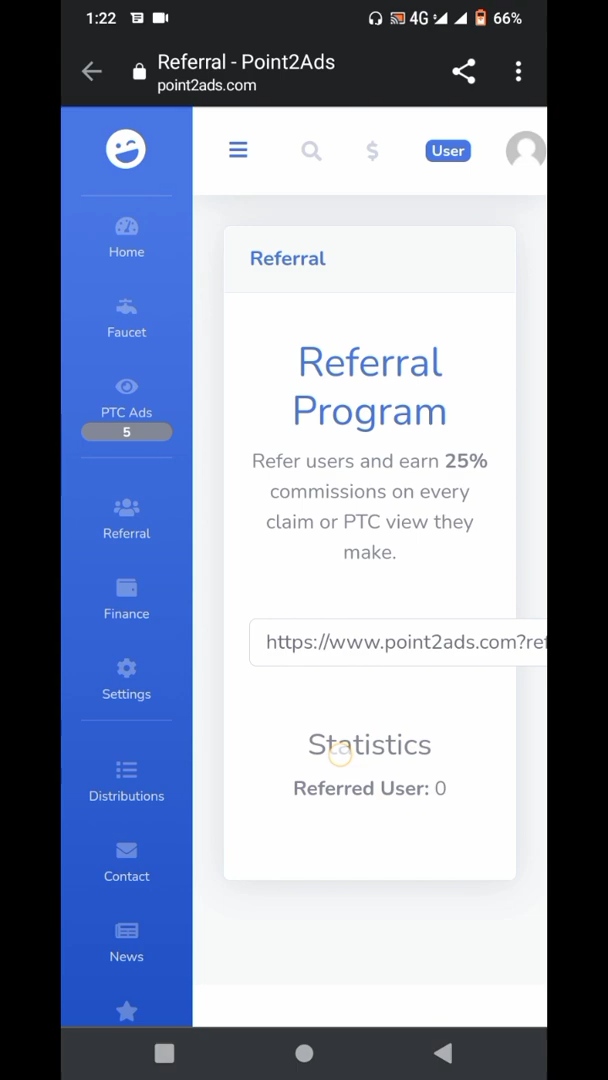 1:22
4G
66%
Referral - Point2Ads
point2ads.com
User
Home
Faucet
PTC Ads
5
Referral
Finance
Settings
Distributions
Contact
News
Referral
Referral
Program
Refer users and earn 25%
commissions on every
claim or PTC view they
make.
https://www.point2ads.com?ref
Statistics
Referred User: 0